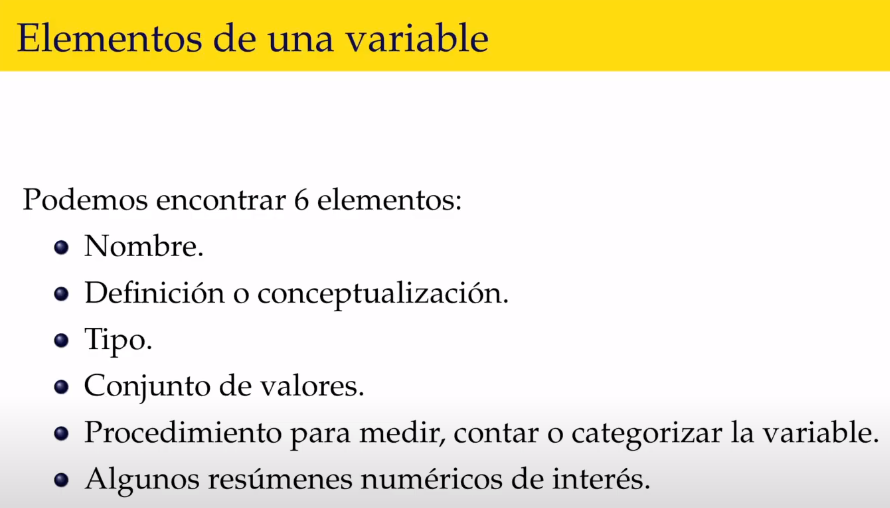 Elementos de una variable
Podemos encontrar 6 elementos:
Nombre.
Definición o conceptualización.
Tipo.
Conjunto de valores.
Procedimiento para medir, contar o categorizar la variable.
Algunos resúmenes numéricos de interés.